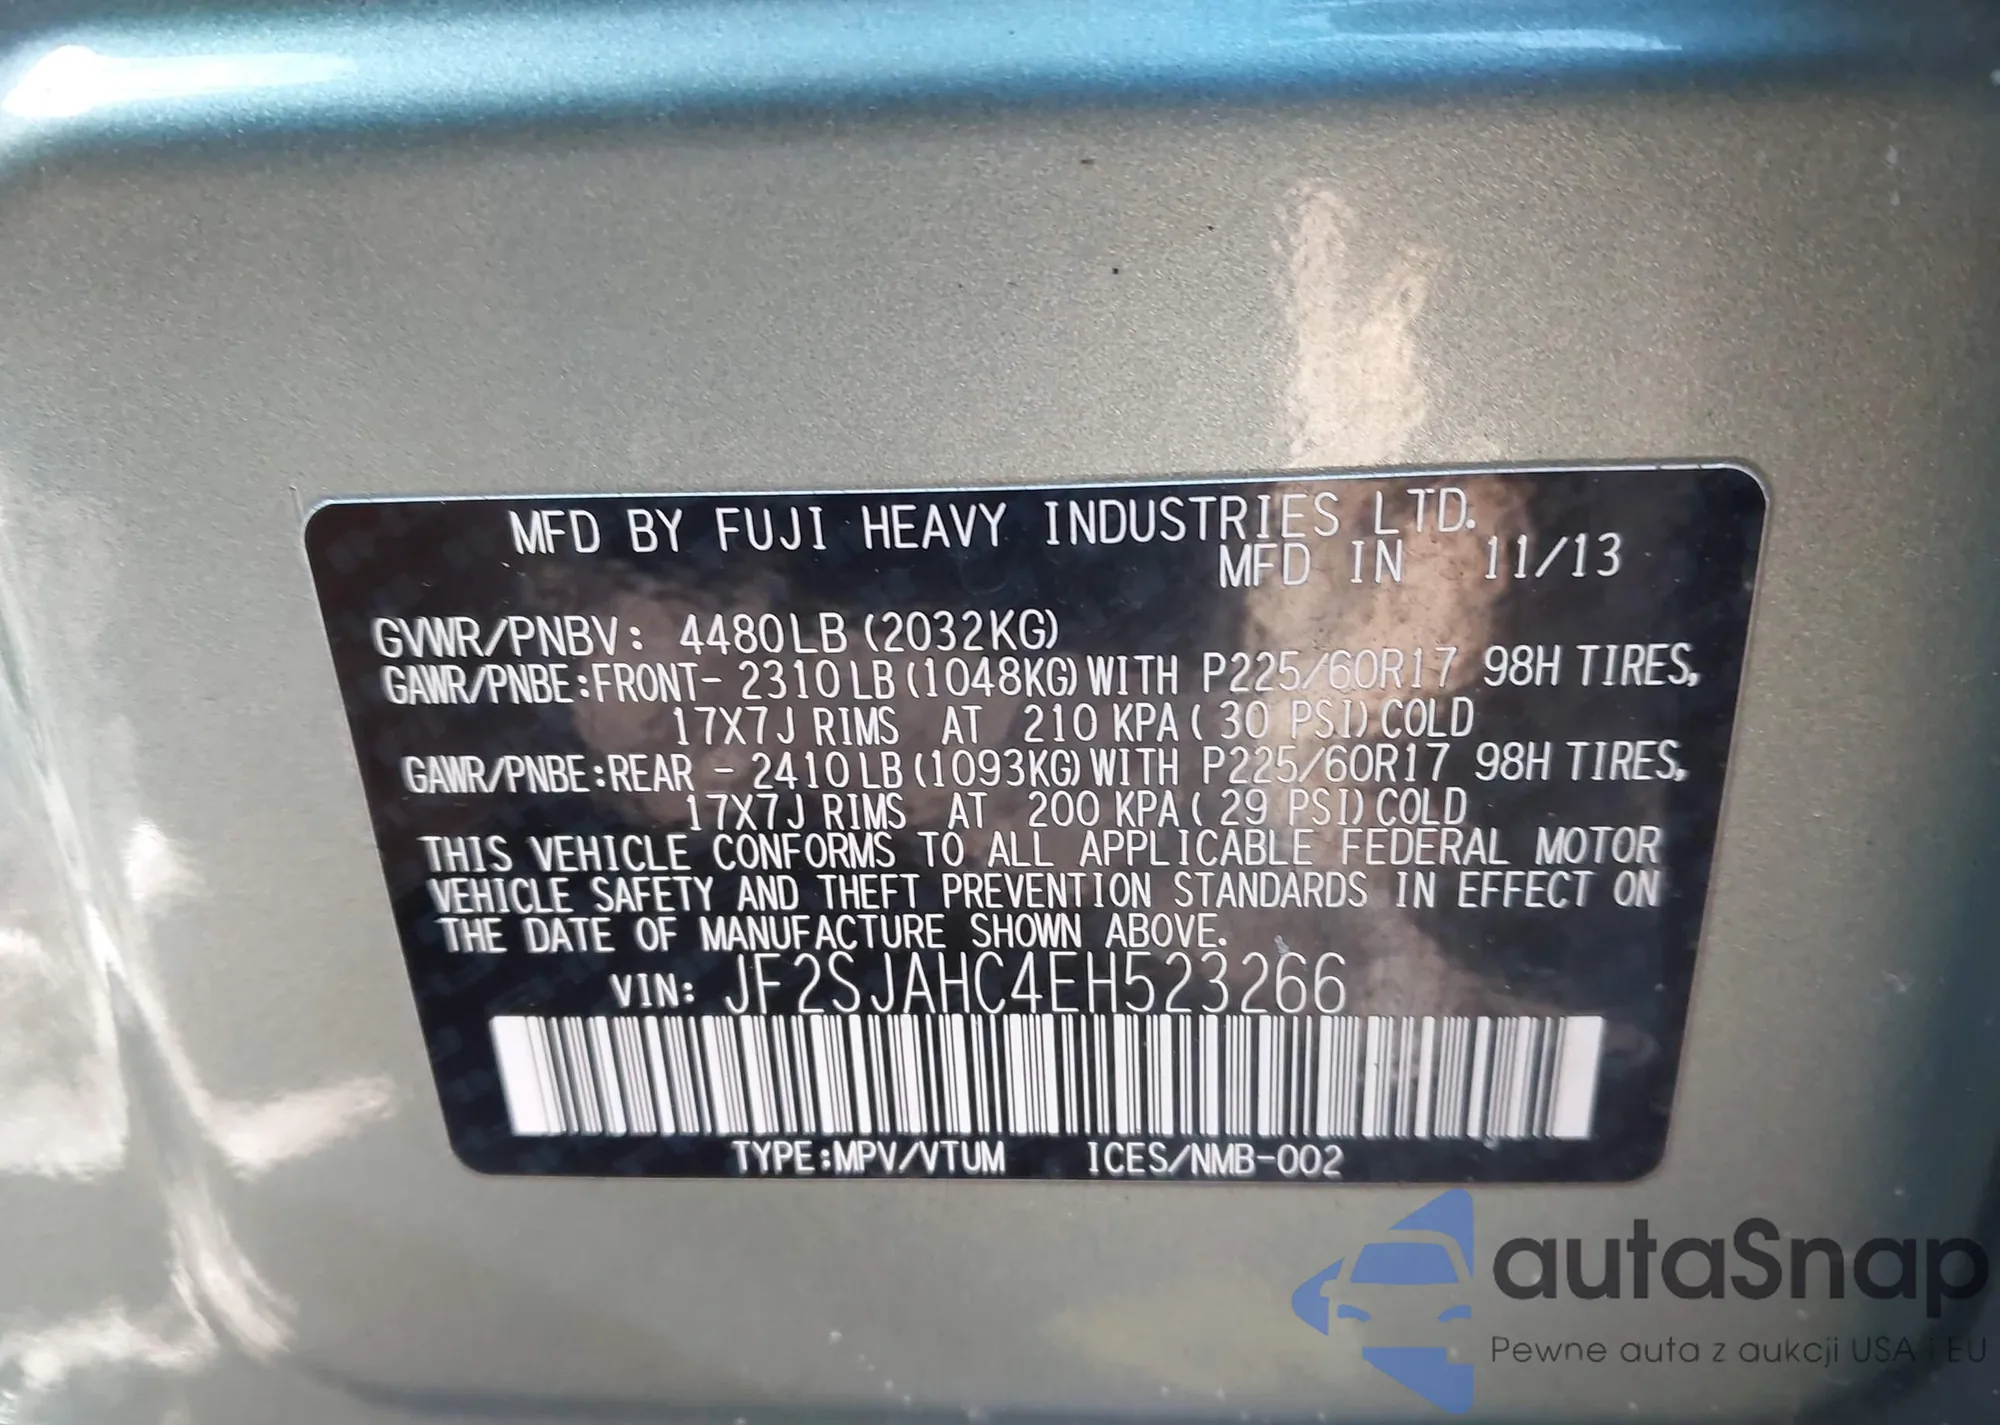 MFD BY FUJI HEAVY INDUSTRIES LTD.
MFD IN 11/13
GVWR/PNBV: 4480LB(2032KG)
GAWR/PNBE:FRONT- 2310LB(1048KG)WITH P225/60R17 98H TIRES,
17X7J RIMS AT 210 KPA( 30 PSI)COLD
GAWR/PNBE:REAR - 2410LB(1093KG)WITH P225/60R17 98H TIRES,
17X7J RIMS AT 200 KPA( 29 PSI)COLD
THIS VEHICLE CONFORMS TO ALL APPLICABLE FEDERAL MOTOR
VEHICLE SAFETY AND THEFT PREVENTION STANDARDS IN EFFECT ON
THE DATE OF MANUFACTURE SHOWN ABOVE.
VIN: JF2SJAHC4EH523266
TYPE:MPV/VTUM ICES/NMB-002
autaSnap
Pewne auta z aukcji USA i EU